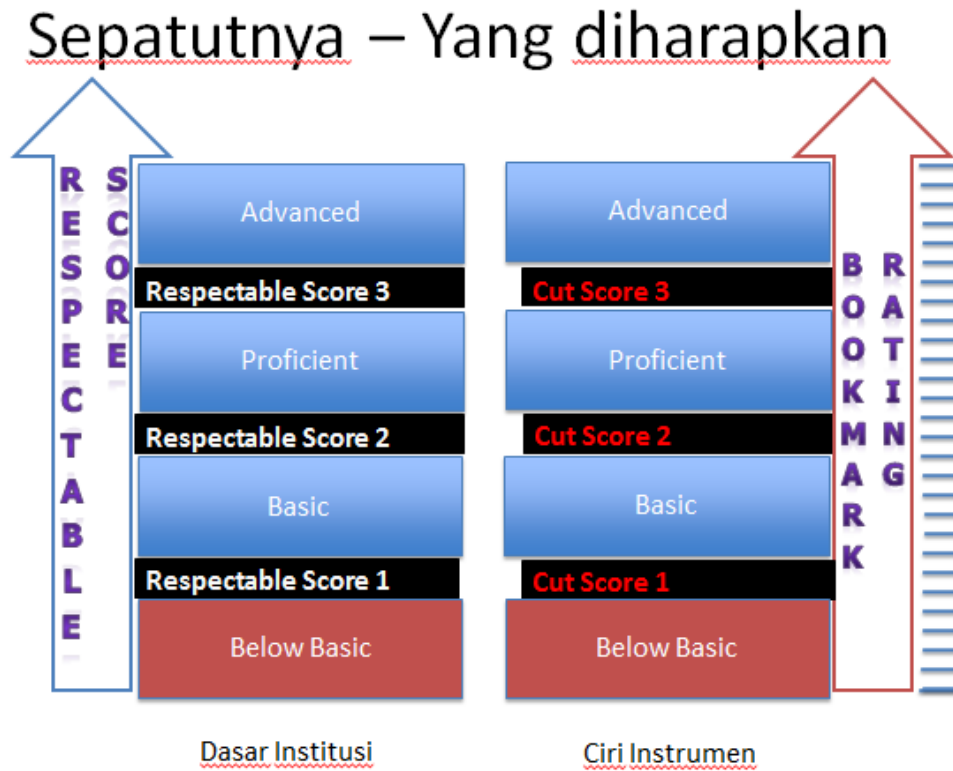 Sepatutnya – Yang diharapkan
RESPECTABLE
SCORE
Advanced
Respectable Score 3
Proficient
Respectable Score 2
Basic
Respectable Score 1
Below Basic
Dasar Institusi
Advanced
Cut Score 3
Proficient
Cut Score 2
Basic
Cut Score 1
Below Basic
Ciri Instrumen
BOOKMARK
RATING